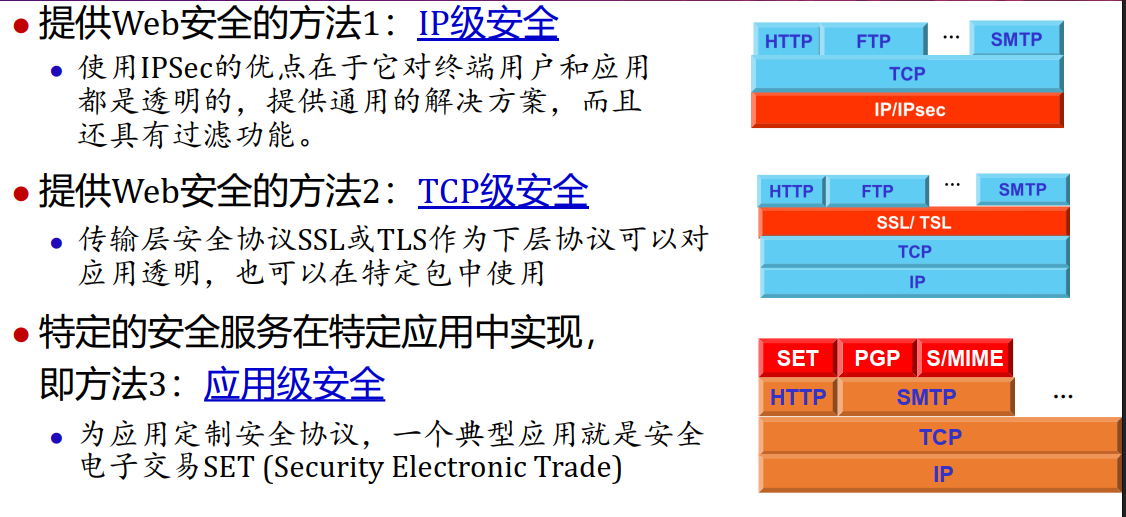 ● 提供Web安全的方法1：IP级安全
● 使用IPSec的优点在于它对终端用户和应用
都是透明的，提供通用的解决方案，而且
还具有过滤功能。
HTTP FTP ... SMTP
TCP
IP/IPsec
● 提供Web安全的方法2：TCP级安全
● 传输层安全协议SSL或TLS作为下层协议可以对
应用透明，也可以在特定包中使用
HTTP FTP ... SMTP
SSL/ TSL
TCP
IP
● 特定的安全服务在特定应用中实现，
即方法3：应用级安全
● 为应用定制安全协议，一个典型应用就是安全
电子交易SET (Security Electronic Trade)
SET PGP S/MIME
HTTP SMTP ...
TCP
IP